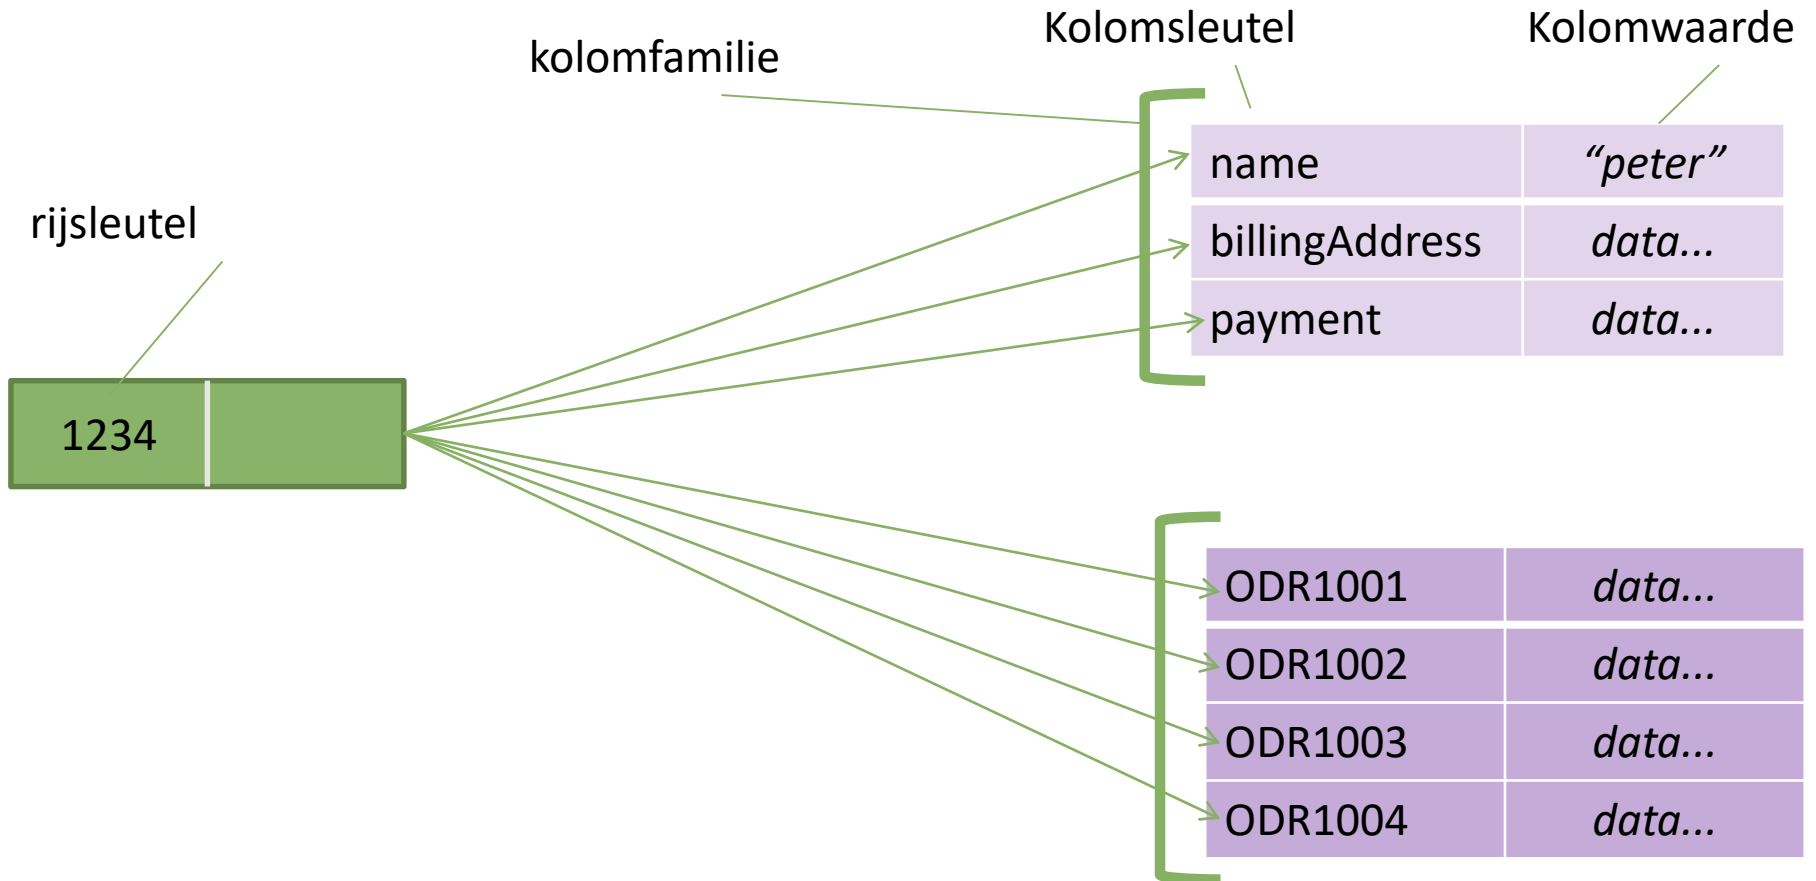 kolomfamilie
Kolomsleutel
Kolomwaarde
rijsleutel
1234
name “peter”
billingAddress data...
payment data...
ODR1001 data...
ODR1002 data...
ODR1003 data...
ODR1004 data...